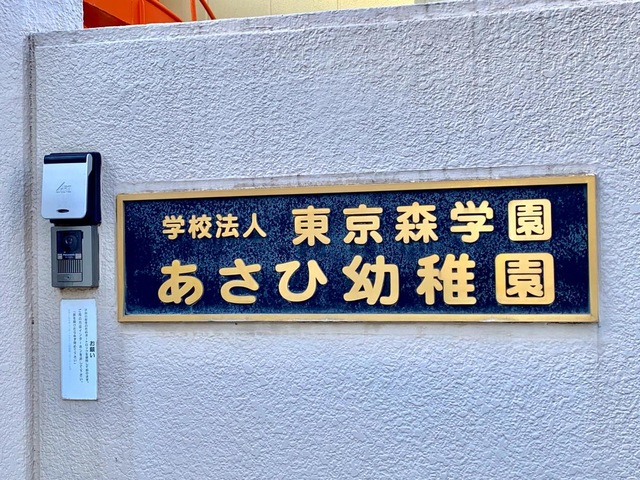 学校法人 東京森学園
あさひ幼稚園
お願い